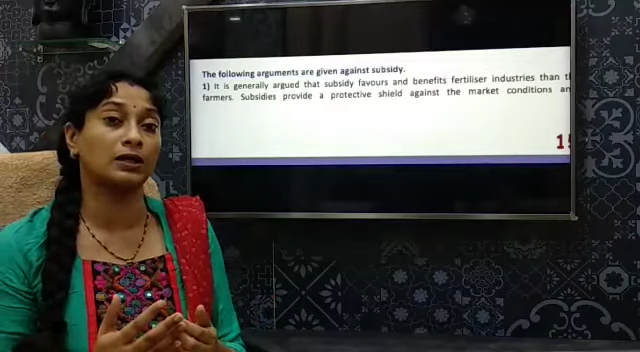 The following arguments are given against subsidy.
1) It is generally argued that subsidy favours and benefits fertiliser industries than
farmers. Subsidies provide a protective shield against the market conditions